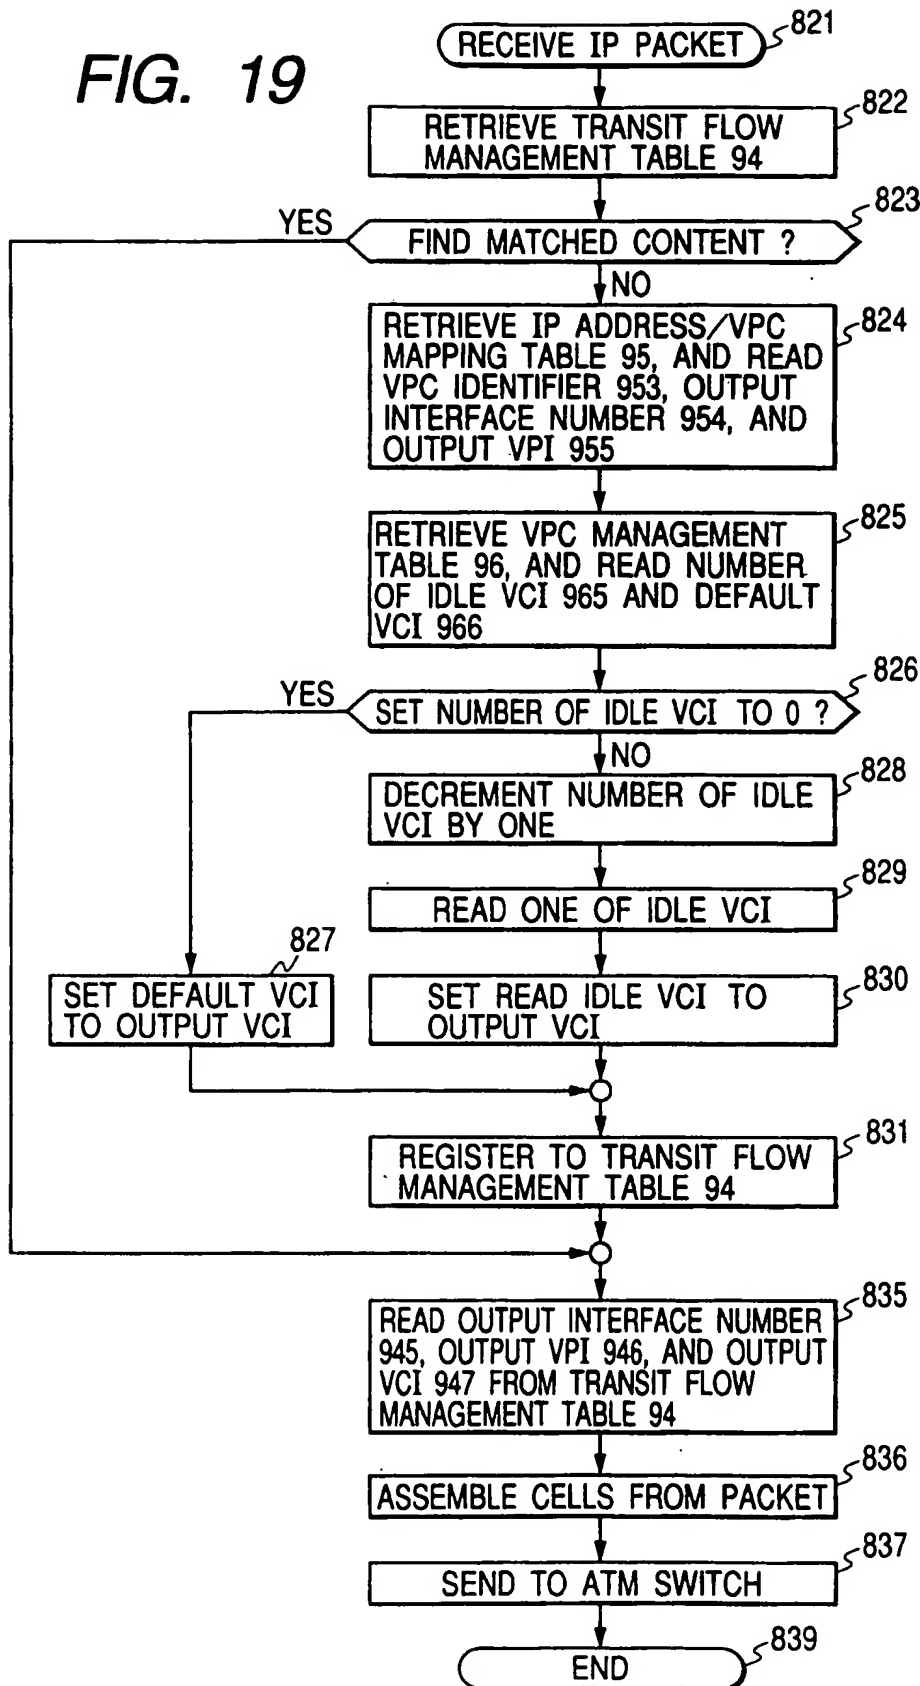 FIG. 19
RECEIVE IP PACKET
821
RETRIEVE TRANSIT FLOW
MANAGEMENT TABLE 94
822
YES
FIND MATCHED CONTENT ?
823
NO
RETRIEVE IP ADDRESS/VPC
MAPPING TABLE 95, AND READ
VPC IDENTIFIER 953, OUTPUT
INTERFACE NUMBER 954, AND
OUTPUT VPI 955
824
RETRIEVE VPC MANAGEMENT
TABLE 96, AND READ NUMBER
OF IDLE VCI 965 AND DEFAULT
VCI 966
825
YES
SET NUMBER OF IDLE VCI TO 0 ?
826
NO
DECREMENT NUMBER OF IDLE
VCI BY ONE
828
READ ONE OF IDLE VCI
829
827
SET DEFAULT VCI
TO OUTPUT VCI
SET READ IDLE VCI TO
OUTPUT VCI
830
REGISTER TO TRANSIT FLOW
MANAGEMENT TABLE 94
831
READ OUTPUT INTERFACE NUMBER
945, OUTPUT VPI 946, AND OUTPUT
VCI 947 FROM TRANSIT FLOW
MANAGEMENT TABLE 94
835
ASSEMBLE CELLS FROM PACKET
836
SEND TO ATM SWITCH
837
END
839